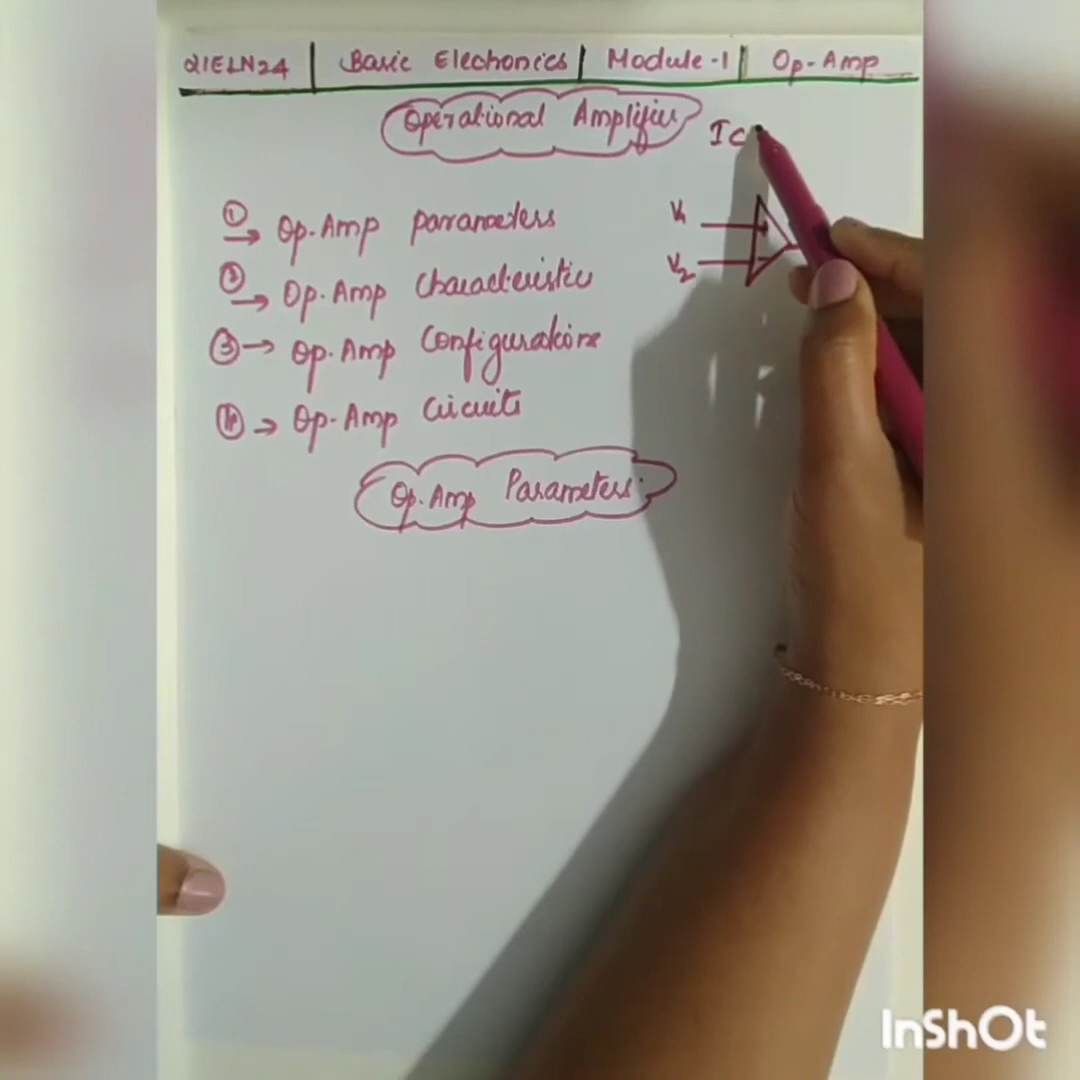 21ELN24 | Basic Electronics | Module-1 | Op-Amp
Operational Amplifier
IC
① → Op-Amp parameters
V1
② → Op-Amp Characteristic
V2
③ → Op-Amp Configurations
④ → Op-Amp Circuits
Op-Amp Parameters
InShOt